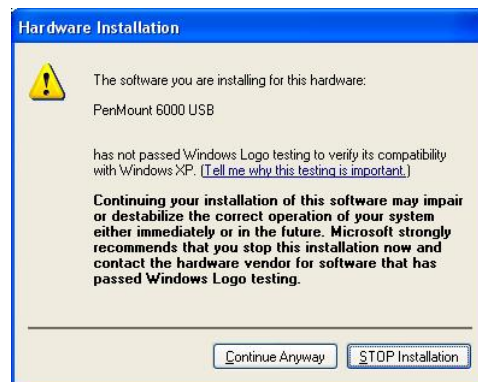 Hardware Installation
The software you are installing for this hardware:
PenMount 6000 USB
has not passed Windows Logo testing to verify its compatibility
with Windows XP. (Tell me why this testing is important.)
Continuing your installation of this software may impair
or destabilize the correct operation of your system
either immediately or in the future. Microsoft strongly
recommends that you stop this installation now and
contact the hardware vendor for software that has
passed Windows Logo testing.
Continue Anyway STOP Installation